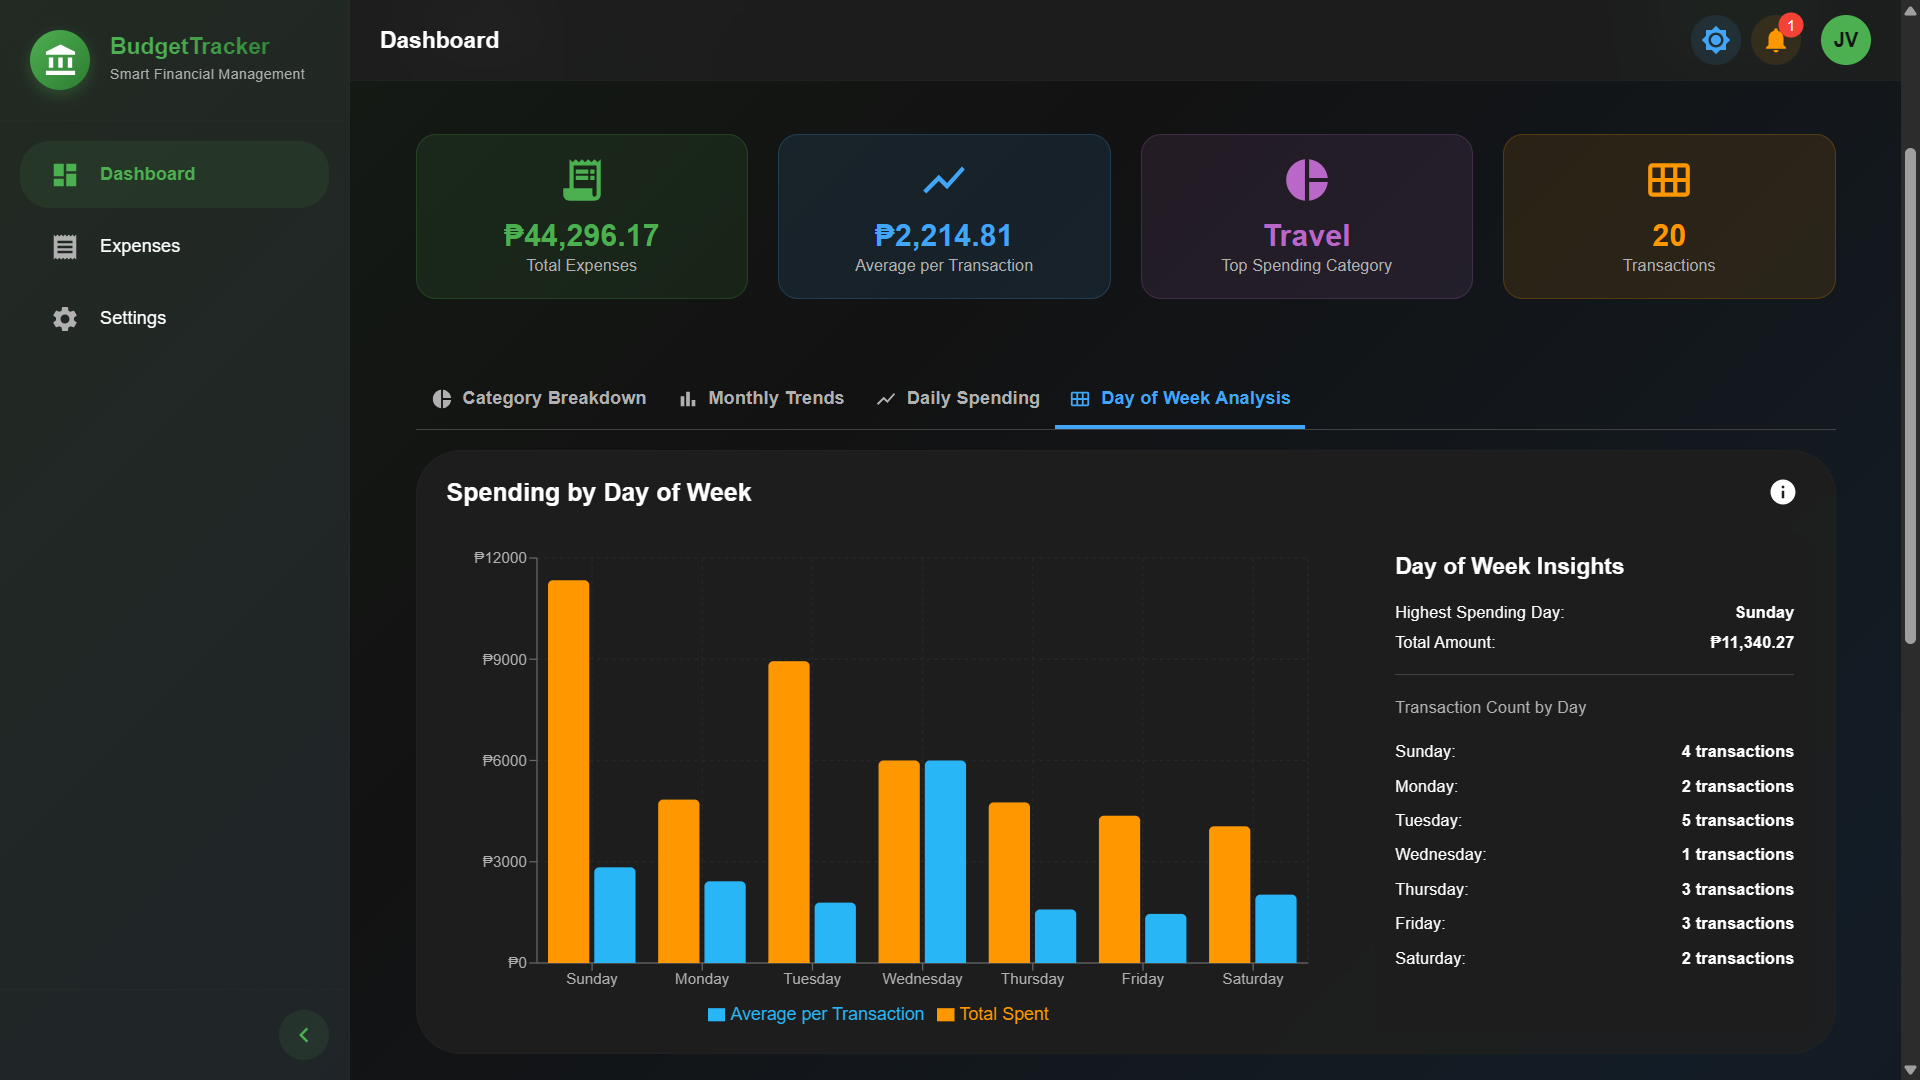 BudgetTracker
Smart Financial Management
Dashboard
Expenses
Settings
Dashboard
1
JV
₱44,296.17
Total Expenses
₱2,214.81
Average per Transaction
Travel
Top Spending Category
20
Transactions
Category Breakdown
Monthly Trends
Daily Spending
Day of Week Analysis
Spending by Day of Week
₱12000
₱9000
₱6000
₱3000
₱0
Sunday
Monday
Tuesday
Wednesday
Thursday
Friday
Saturday
Average per Transaction
Total Spent
Day of Week Insights
Highest Spending Day: Sunday
Total Amount: ₱11,340.27
Transaction Count by Day
Sunday: 4 transactions
Monday: 2 transactions
Tuesday: 5 transactions
Wednesday: 1 transactions
Thursday: 3 transactions
Friday: 3 transactions
Saturday: 2 transactions